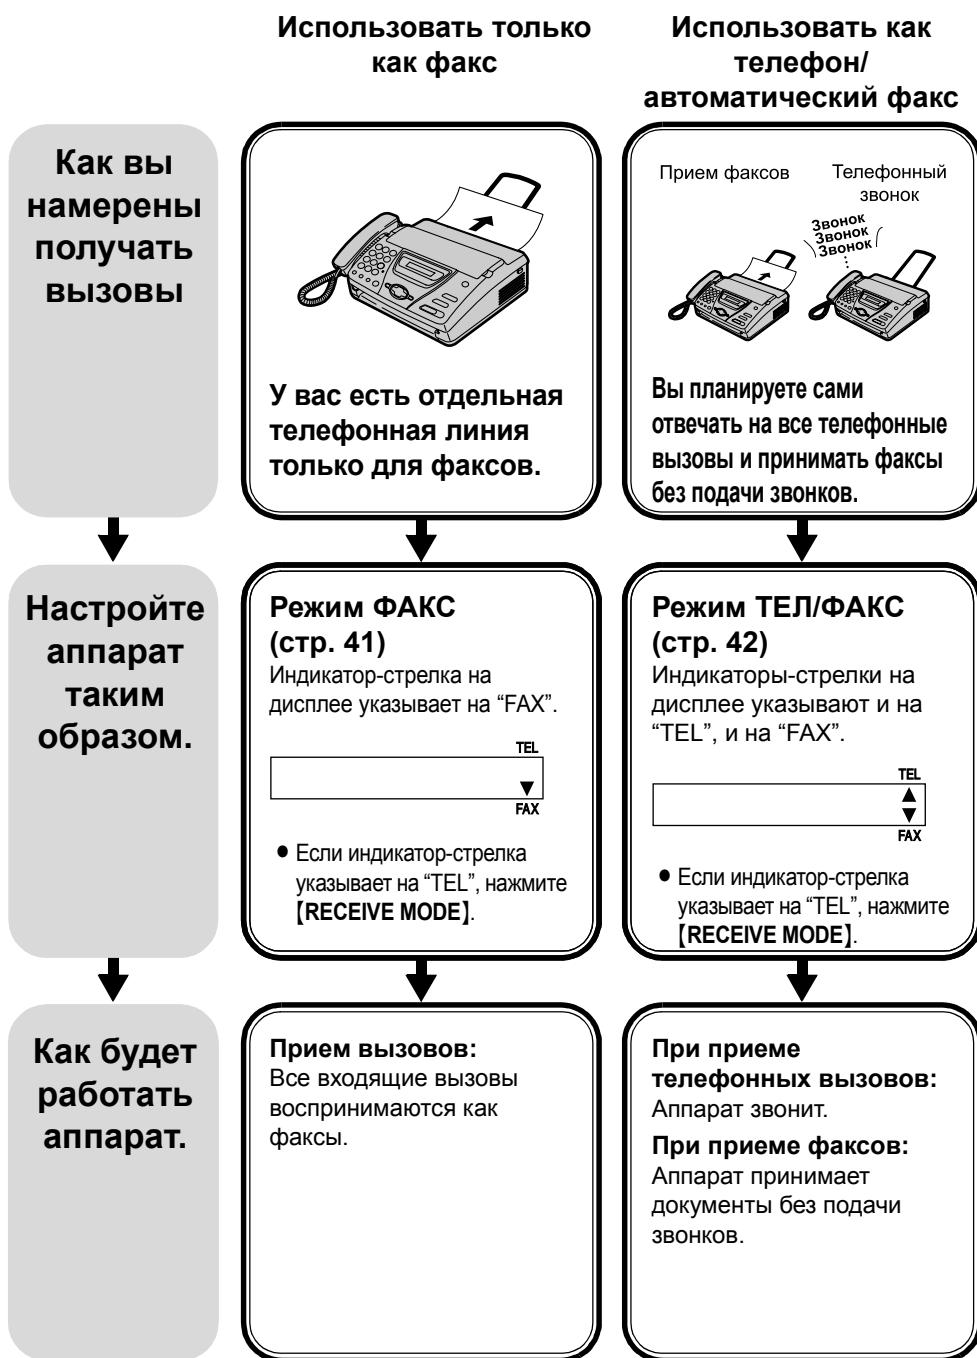 Использовать только
как факс
Использовать как
телефон/
автоматический факс
Как вы
намерены
получать
вызовы
У вас есть отдельная
телефонная линия
только для факсов.
Прием факсов
Телефонный
звонок
Звонок
Звонок
Звонок
Вы планируете сами
отвечать на все телефонные
вызовы и принимать факсы
без подачи звонков.
Настройте
аппарат
таким
образом.
Режим ФАКС
(стр. 41)
Индикатор-стрелка на
дисплее указывает на “FAX”.
TEL
▼
FAX
● Если индикатор-стрелка
указывает на “TEL”, нажмите
【RECEIVE MODE】.
Режим ТЕЛ/ФАКС
(стр. 42)
Индикаторы-стрелки на
дисплее указывают и на
“TEL”, и на “FAX”.
TEL
▲
▼
FAX
● Если индикатор-стрелка
указывает на “TEL”, нажмите
【RECEIVE MODE】.
Как будет
работать
аппарат.
Прием вызовов:
Все входящие вызовы
воспринимаются как
факсы.
При приеме
телефонных вызовов:
Аппарат звонит.
При приеме факсов:
Аппарат принимает
документы без подачи
звонков.